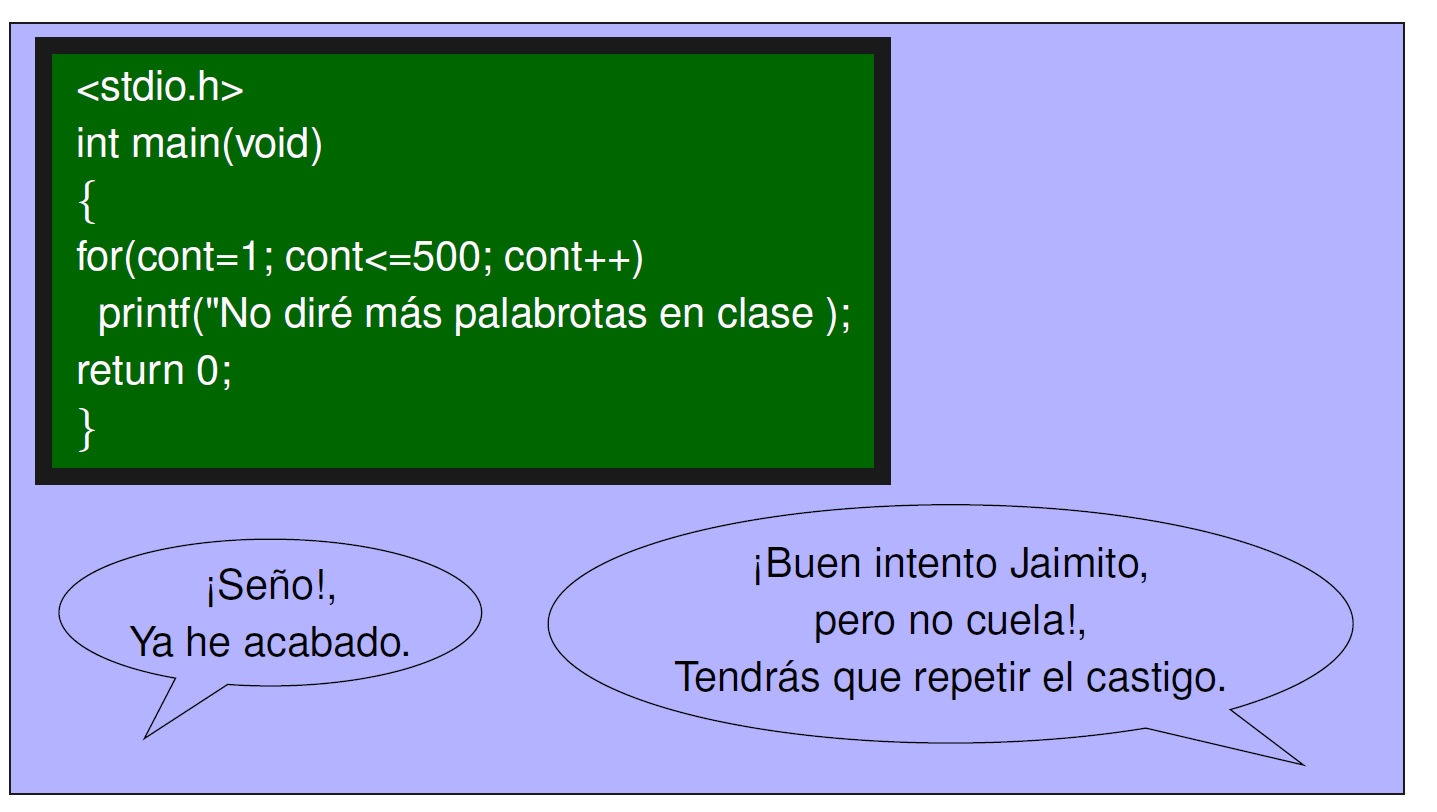 <stdio.h>
int main(void)
{
for(cont=1; cont<=500; cont++)
printf("No diré más palabrotas en clase );
return 0;
}
¡Seño!,
Ya he acabado.
¡Buen intento Jaimito,
pero no cuela!,
Tendrás que repetir el castigo.